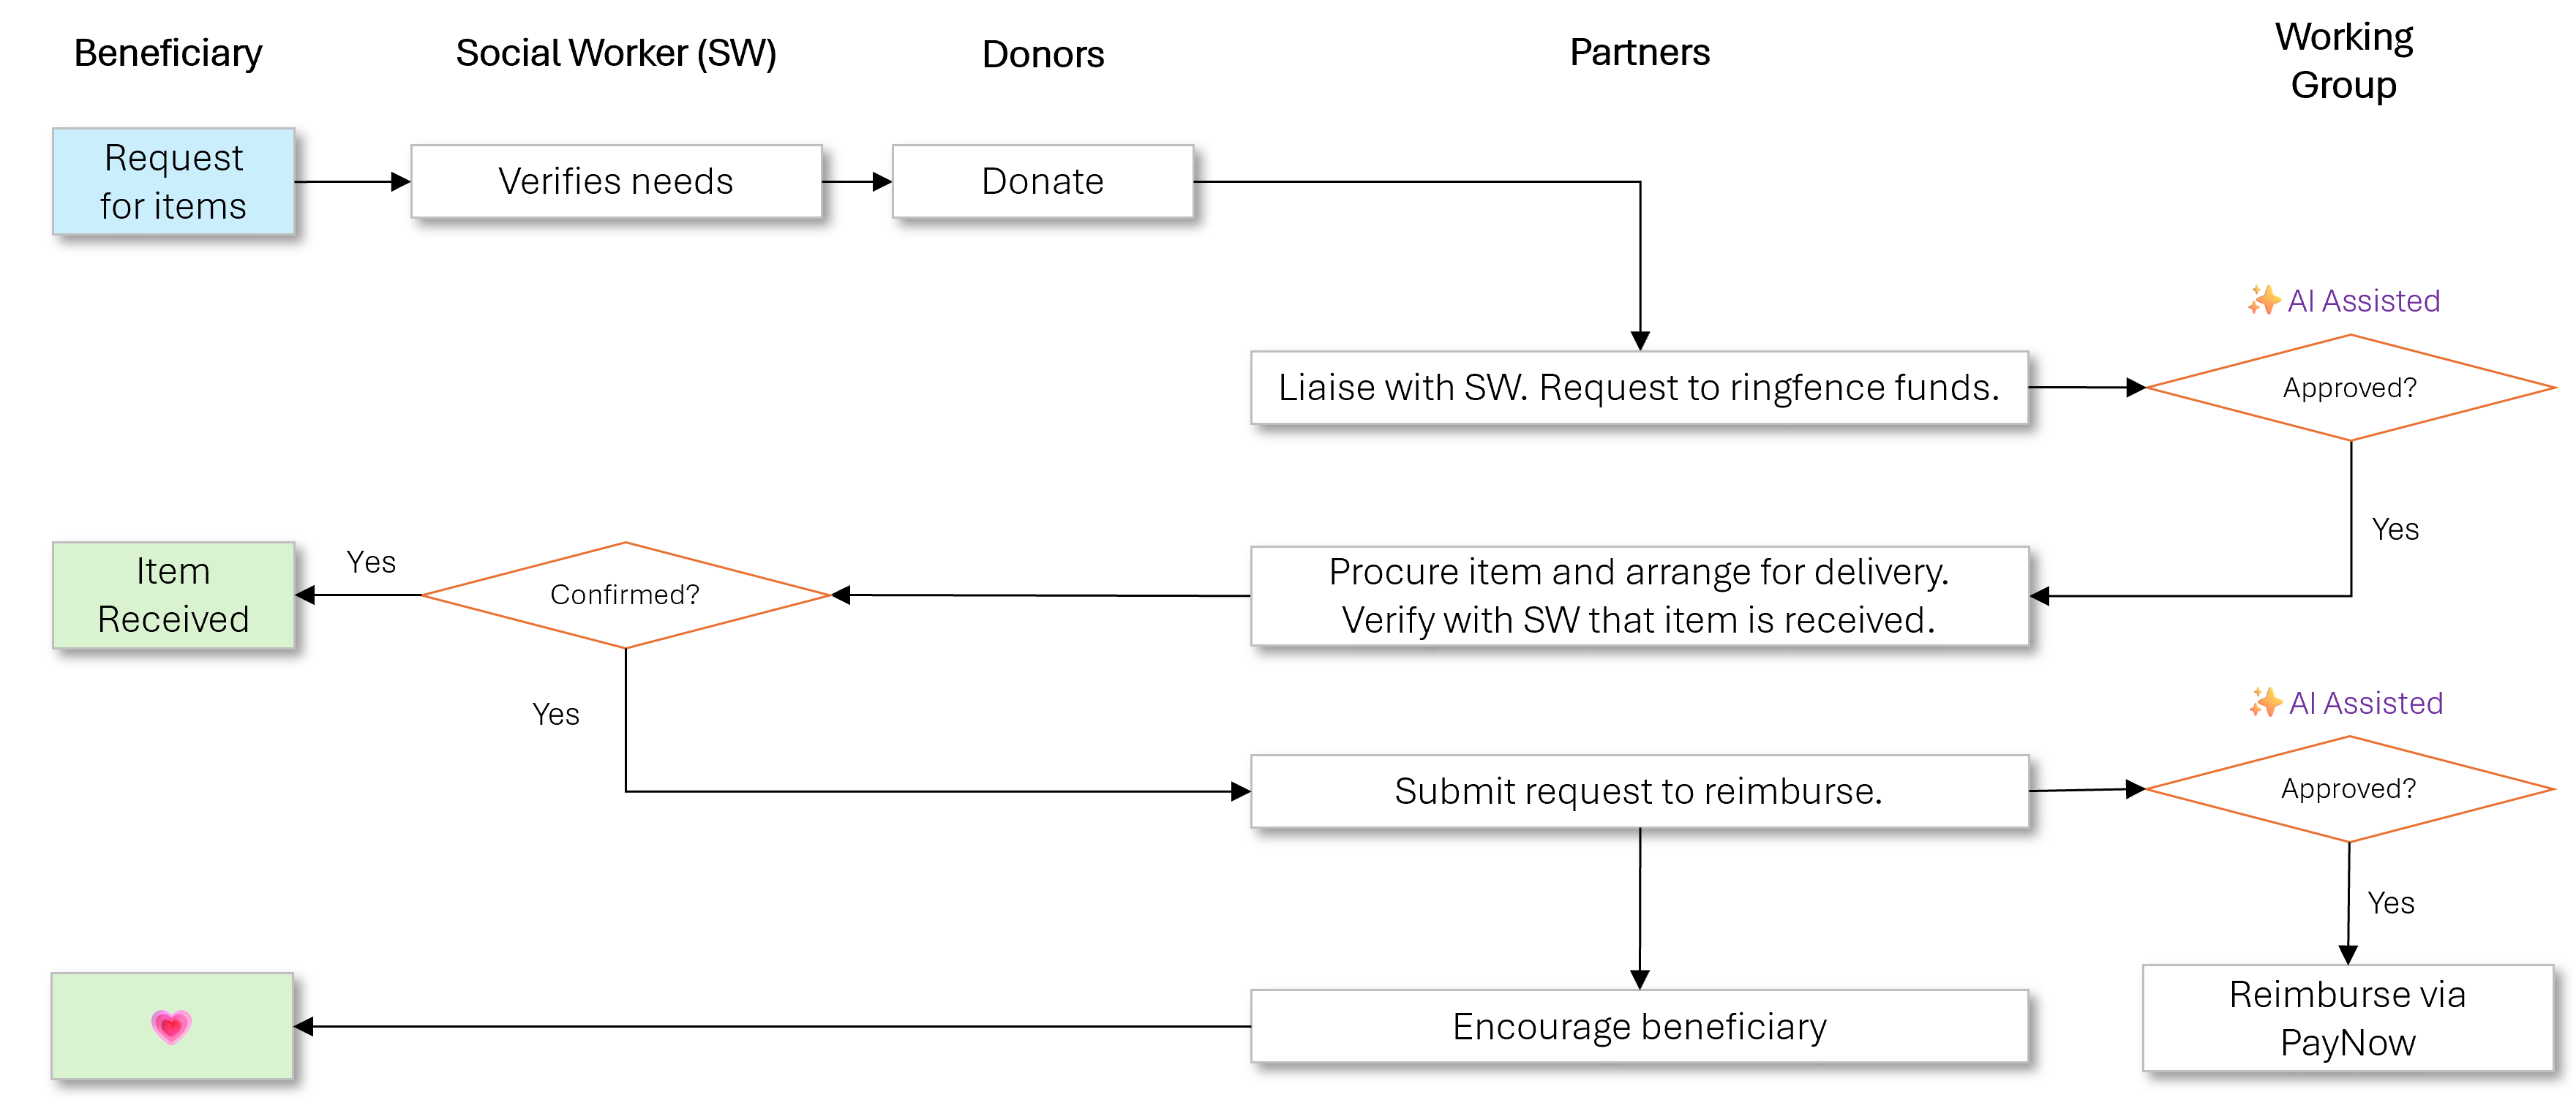 Beneficiary
Social Worker (SW)
Donors
Partners
Working
Group
Request
for items
Verifies needs
Donate
✨ AI Assisted
Liaise with SW. Request to ringfence funds.
Approved?
Yes
Item
Received
Yes
Confirmed?
Procure item and arrange for delivery.
Verify with SW that item is received.
Yes
✨ AI Assisted
Submit request to reimburse.
Approved?
Yes
Encourage beneficiary
Reimburse via
PayNow